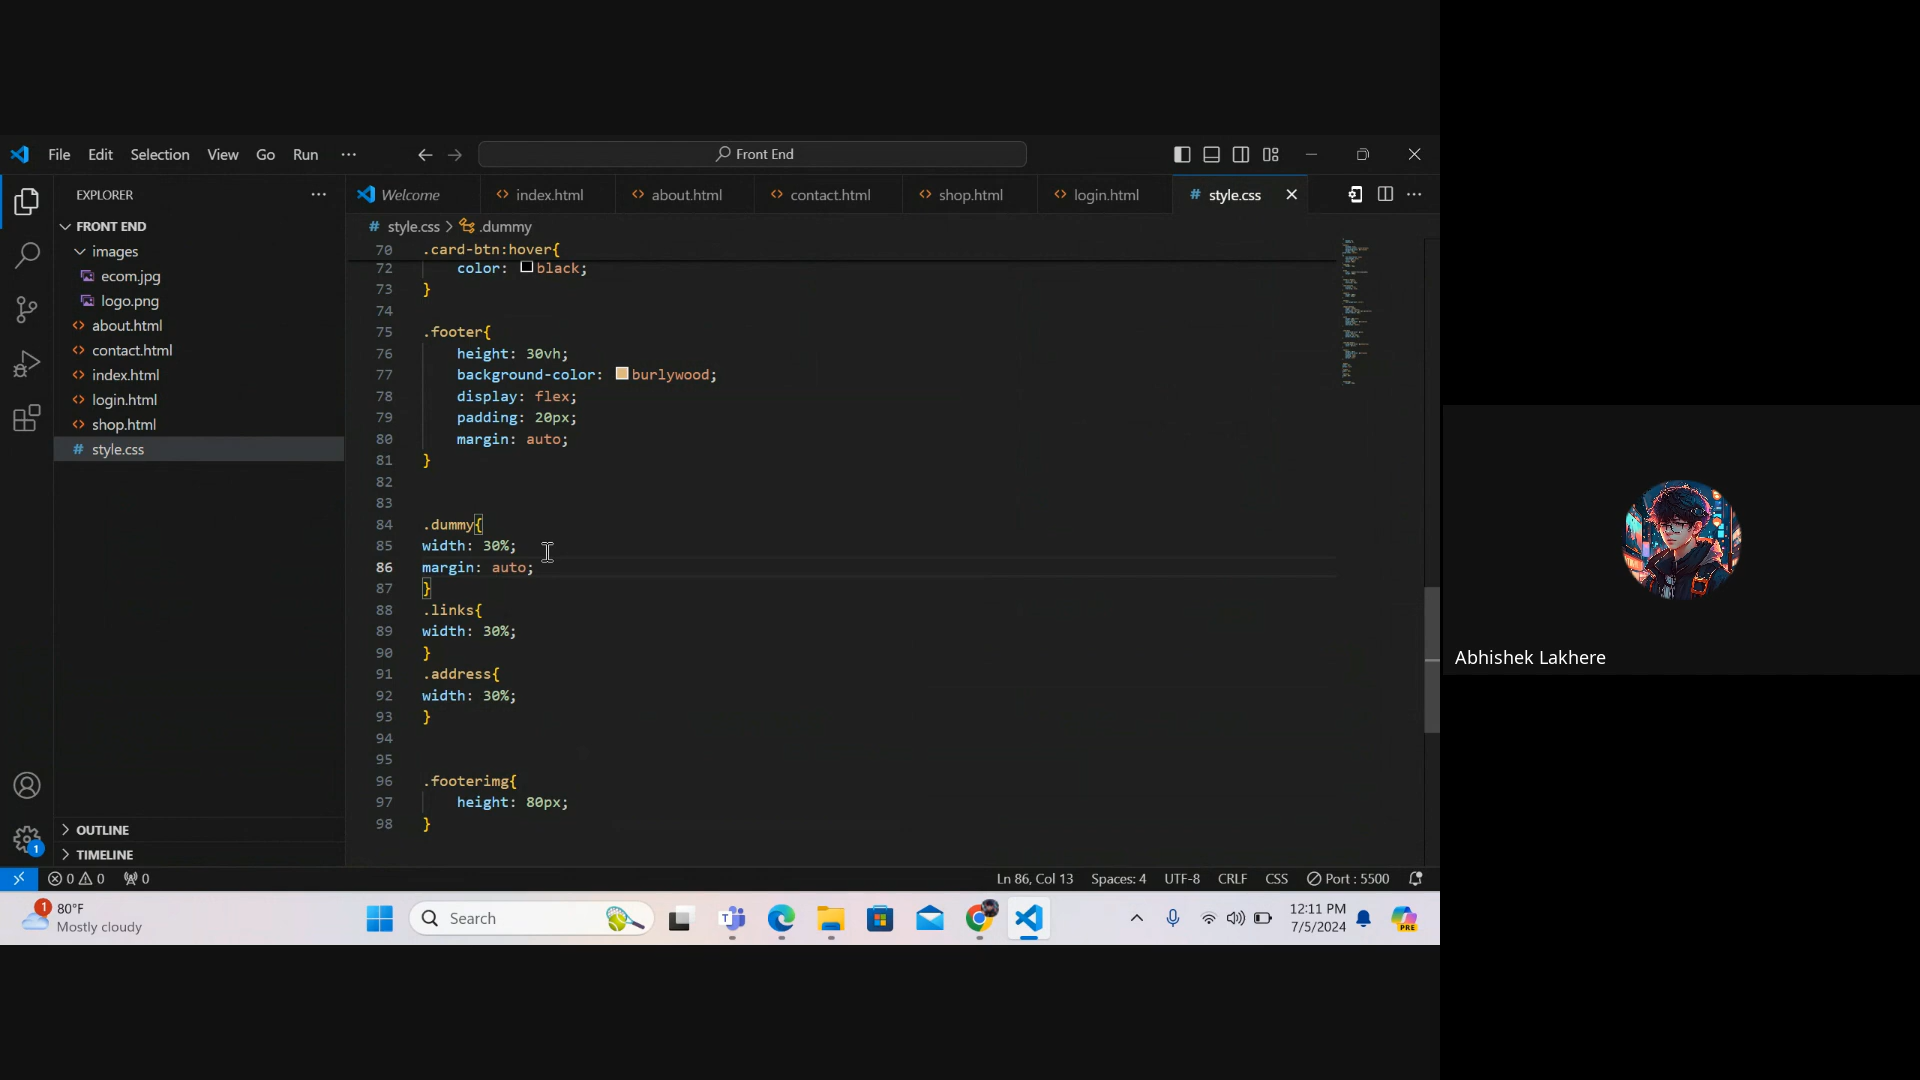 File Edit Selection View Go Run ···
Front End
EXPLORER
FRONT END
images
ecom.jpg
logo.png
about.html
contact.html
index.html
login.html
shop.html
style.css
OUTLINE
TIMELINE
Welcome index.html about.html contact.html shop.html login.html # style.css
# style.css > .dummy
70 .card-btn:hover{
72 color: black;
73 }
74
75 .footer{
76 height: 30vh;
77 background-color: burlywood;
78 display: flex;
79 padding: 20px;
80 margin: auto;
81 }
82
83
84 .dummy{
85 width: 30%;
86 margin: auto;
87 }
88 .links{
89 width: 30%;
90 }
91 .address{
92 width: 30%;
93 }
94
95
96 .footerimg{
97 height: 80px;
98 }
1
0 0 0
Ln 86, Col 13 Spaces: 4 UTF-8 CRLF CSS Port : 5500
1
80°F
Mostly cloudy
Search
12:11 PM
7/5/2024
PRE
Abhishek Lakhere